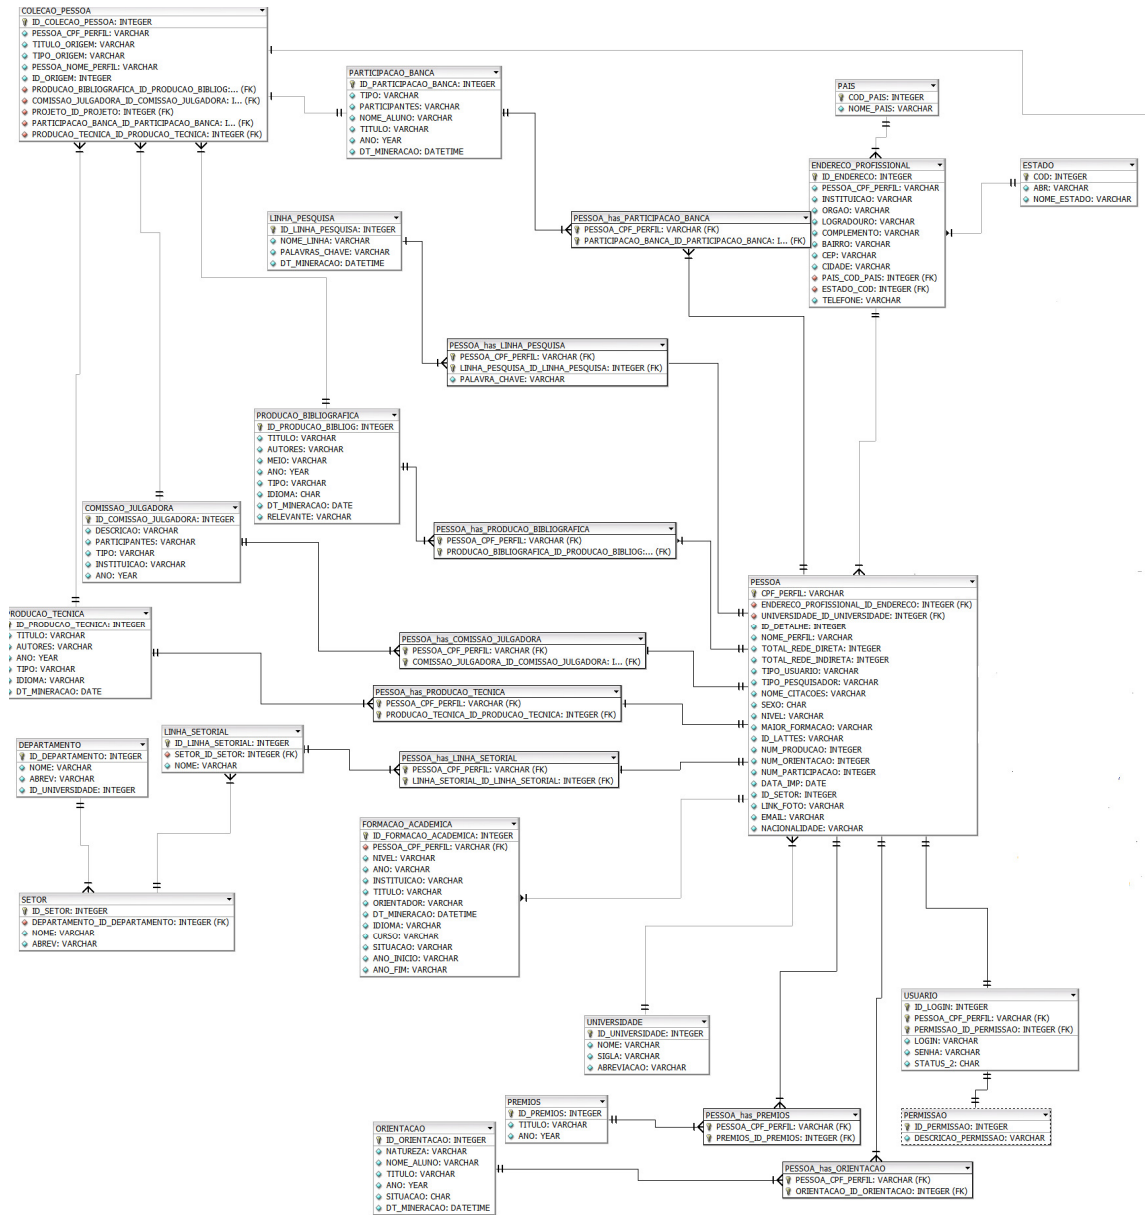 COLECAO_PESSOA
ID_COLECAO_PESSOA: INTEGER
PESSOA_CPF_PERFIL: VARCHAR
TITULO_ORIGEM: VARCHAR
TIPO_ORIGEM: VARCHAR
PESSOA_NOME_PERFIL: VARCHAR
ID_ORIGEM: INTEGER
PRODUCAO_BIBLIOGRAFICA_ID_PRODUCAO_BIBLIOG:... (FK)
COMISSAO_JULGADORA_ID_COMISSAO_JULGADORA: I... (FK)
PROJETO_ID_PROJETO: INTEGER (FK)
PARTICIPACAO_BANCA_ID_PARTICIPACAO_BANCA: I... (FK)
PRODUCAO_TECNICA_ID_PRODUCAO_TECNICA: INTEGER (FK)
PARTICIPACAO_BANCA
ID_PARTICIPACAO_BANCA: INTEGER
TIPO: VARCHAR
PARTICIPANTES: VARCHAR
NOME_ALUNO: VARCHAR
TITULO: VARCHAR
ANO: YEAR
DT_MINERACAO: DATETIME
PAIS
COD_PAIS: INTEGER
NOME_PAIS: VARCHAR
ENDERECO_PROFISSIONAL
ID_ENDERECO: INTEGER
PESSOA_CPF_PERFIL: VARCHAR
INSTITUICAO: VARCHAR
ORGAO: VARCHAR
LOGRADOURO: VARCHAR
COMPLEMENTO: VARCHAR
BAIRRO: VARCHAR
CEP: VARCHAR
CIDADE: VARCHAR
PAIS_COD_PAIS: INTEGER (FK)
ESTADO_COD: INTEGER (FK)
TELEFONE: VARCHAR
ESTADO
COD: INTEGER
ABR: VARCHAR
NOME_ESTADO: VARCHAR
LINHA_PESQUISA
ID_LINHA_PESQUISA: INTEGER
NOME_LINHA: VARCHAR
PALAVRAS_CHAVE: VARCHAR
DT_MINERACAO: DATETIME
PESSOA_has_PARTICIPACAO_BANCA
PESSOA_CPF_PERFIL: VARCHAR (FK)
PARTICIPACAO_BANCA_ID_PARTICIPACAO_BANCA: I... (FK)
PESSOA_has_LINHA_PESQUISA
PESSOA_CPF_PERFIL: VARCHAR (FK)
LINHA_PESQUISA_ID_LINHA_PESQUISA: INTEGER (FK)
PALAVRA_CHAVE: VARCHAR
PRODUCAO_BIBLIOGRAFICA
ID_PRODUCAO_BIBLIOG: INTEGER
TITULO: VARCHAR
AUTORES: VARCHAR
MEIO: VARCHAR
ANO: YEAR
TIPO: VARCHAR
IDIOMA: CHAR
DT_MINERACAO: DATE
RELEVANTE: VARCHAR
COMISSAO_JULGADORA
ID_COMISSAO_JULGADORA: INTEGER
DESCRICAO: VARCHAR
PARTICIPANTES: VARCHAR
TIPO: VARCHAR
INSTITUICAO: VARCHAR
ANO: YEAR
PESSOA_has_PRODUCAO_BIBLIOGRAFICA
PESSOA_CPF_PERFIL: VARCHAR (FK)
PRODUCAO_BIBLIOGRAFICA_ID_PRODUCAO_BIBLIOG:... (FK)
PESSOA
CPF_PERFIL: VARCHAR
ENDERECO_PROFISSIONAL_ID_ENDERECO: INTEGER (FK)
UNIVERSIDADE_ID_UNIVERSIDADE: INTEGER (FK)
ID_DETALHE: INTEGER
NOME_PERFIL: VARCHAR
TOTAL_REDE_DIRETA: INTEGER
TOTAL_REDE_INDIRETA: INTEGER
TIPO_USUARIO: VARCHAR
TIPO_PESQUISADOR: VARCHAR
NOME_CITACOES: VARCHAR
SEXO: CHAR
NIVEL: VARCHAR
MAIOR_FORMACAO: VARCHAR
ID_LATTES: VARCHAR
NUM_PRODUCAO: INTEGER
NUM_ORIENTACAO: INTEGER
NUM_PARTICIPACAO: INTEGER
DATA_IMP: DATE
ID_SETOR: INTEGER
LINK_FOTO: VARCHAR
EMAIL: VARCHAR
NACIONALIDADE: VARCHAR
PRODUCAO_TECNICA
ID_PRODUCAO_TECNICA: INTEGER
TITULO: VARCHAR
AUTORES: VARCHAR
ANO: YEAR
TIPO: VARCHAR
IDIOMA: VARCHAR
DT_MINERACAO: DATE
PESSOA_has_COMISSAO_JULGADORA
PESSOA_CPF_PERFIL: VARCHAR (FK)
COMISSAO_JULGADORA_ID_COMISSAO_JULGADORA: I... (FK)
PESSOA_has_PRODUCAO_TECNICA
PESSOA_CPF_PERFIL: VARCHAR (FK)
PRODUCAO_TECNICA_ID_PRODUCAO_TECNICA: INTEGER (FK)
LINHA_SETORIAL
ID_LINHA_SETORIAL: INTEGER
SETOR_ID_SETOR: INTEGER (FK)
NOME: VARCHAR
DEPARTAMENTO
ID_DEPARTAMENTO: INTEGER
NOME: VARCHAR
ABREV: VARCHAR
ID_UNIVERSIDADE: INTEGER
PESSOA_has_LINHA_SETORIAL
PESSOA_CPF_PERFIL: VARCHAR (FK)
LINHA_SETORIAL_ID_LINHA_SETORIAL: INTEGER (FK)
FORMACAO_ACADEMICA
ID_FORMACAO_ACADEMICA: INTEGER
PESSOA_CPF_PERFIL: VARCHAR (FK)
NIVEL: VARCHAR
ANO: VARCHAR
INSTITUICAO: VARCHAR
TITULO: VARCHAR
ORIENTADOR: VARCHAR
DT_MINERACAO: DATETIME
IDIOMA: VARCHAR
CURSO: VARCHAR
SITUACAO: VARCHAR
ANO_INICIO: VARCHAR
ANO_FIM: VARCHAR
SETOR
ID_SETOR: INTEGER
DEPARTAMENTO_ID_DEPARTAMENTO: INTEGER (FK)
NOME: VARCHAR
ABREV: VARCHAR
UNIVERSIDADE
ID_UNIVERSIDADE: INTEGER
NOME: VARCHAR
SIGLA: VARCHAR
ABREVIACAO: VARCHAR
USUARIO
ID_LOGIN: INTEGER
PESSOA_CPF_PERFIL: VARCHAR (FK)
PERMISSAO_ID_PERMISSAO: INTEGER (FK)
LOGIN: VARCHAR
SENHA: VARCHAR
STATUS_2: CHAR
PREMIOS
ID_PREMIOS: INTEGER
TITULO: VARCHAR
ANO: YEAR
PESSOA_has_PREMIOS
PESSOA_CPF_PERFIL: VARCHAR (FK)
PREMIOS_ID_PREMIOS: INTEGER (FK)
PERMISSAO
ID_PERMISSAO: INTEGER
DESCRICAO_PERMISSAO: VARCHAR
ORIENTACAO
ID_ORIENTACAO: INTEGER
NATUREZA: VARCHAR
NOME_ALUNO: VARCHAR
TITULO: VARCHAR
ANO: YEAR
SITUACAO: CHAR
DT_MINERACAO: DATETIME
PESSOA_has_ORIENTACAO
PESSOA_CPF_PERFIL: VARCHAR (FK)
ORIENTACAO_ID_ORIENTACAO: INTEGER (FK)